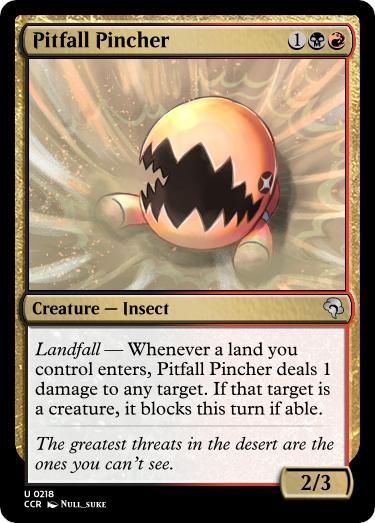 Pitfall Pincher 1
Creature — Insect
Landfall — Whenever a land you
control enters, Pitfall Pincher deals 1
damage to any target. If that target is
a creature, it blocks this turn if able.
The greatest threats in the desert are the
ones you can't see.
2/3
U 0218
CCR Null_suke